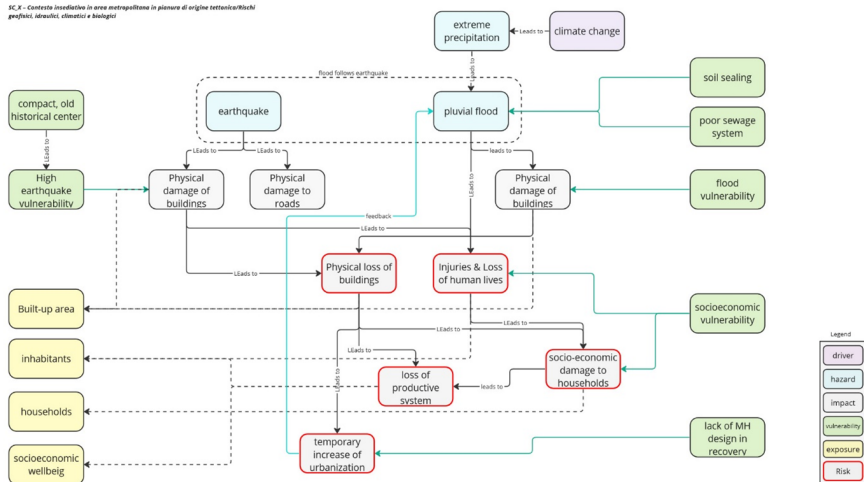 SC_X – Contesto insediativo in area metropolitana in pianura di origine tettonica/Rischi
geofisici, idraulici, climatici e biologici
extreme
precipitation
LEads to
climate change
LEads to
flood follows earthquake
soil sealing
compact, old
historical center
earthquake
pluvial flood
poor sewage
system
LEads to
LEads to
LEads to
LEads to
leads to
High
earthquake
vulnerability
Physical
damage of
buildings
Physical
damage to
roads
Physical
damage of
buildings
flood
vulnerability
feedback
LEads to
LEads to
Physical loss of
buildings
Injuries & Loss
of human lives
Built-up area
socioeconomic
vulnerability
LEads to
LEads to
LEads to
inhabitants
loss of
productive
system
leads to
socio-economic
damage to
households
households
socioeconomic
wellbeig
temporary
increase of
urbanization
lack of MH
design in
recovery
Legend
driver
hazard
impact
vulnerability
exposure
Risk